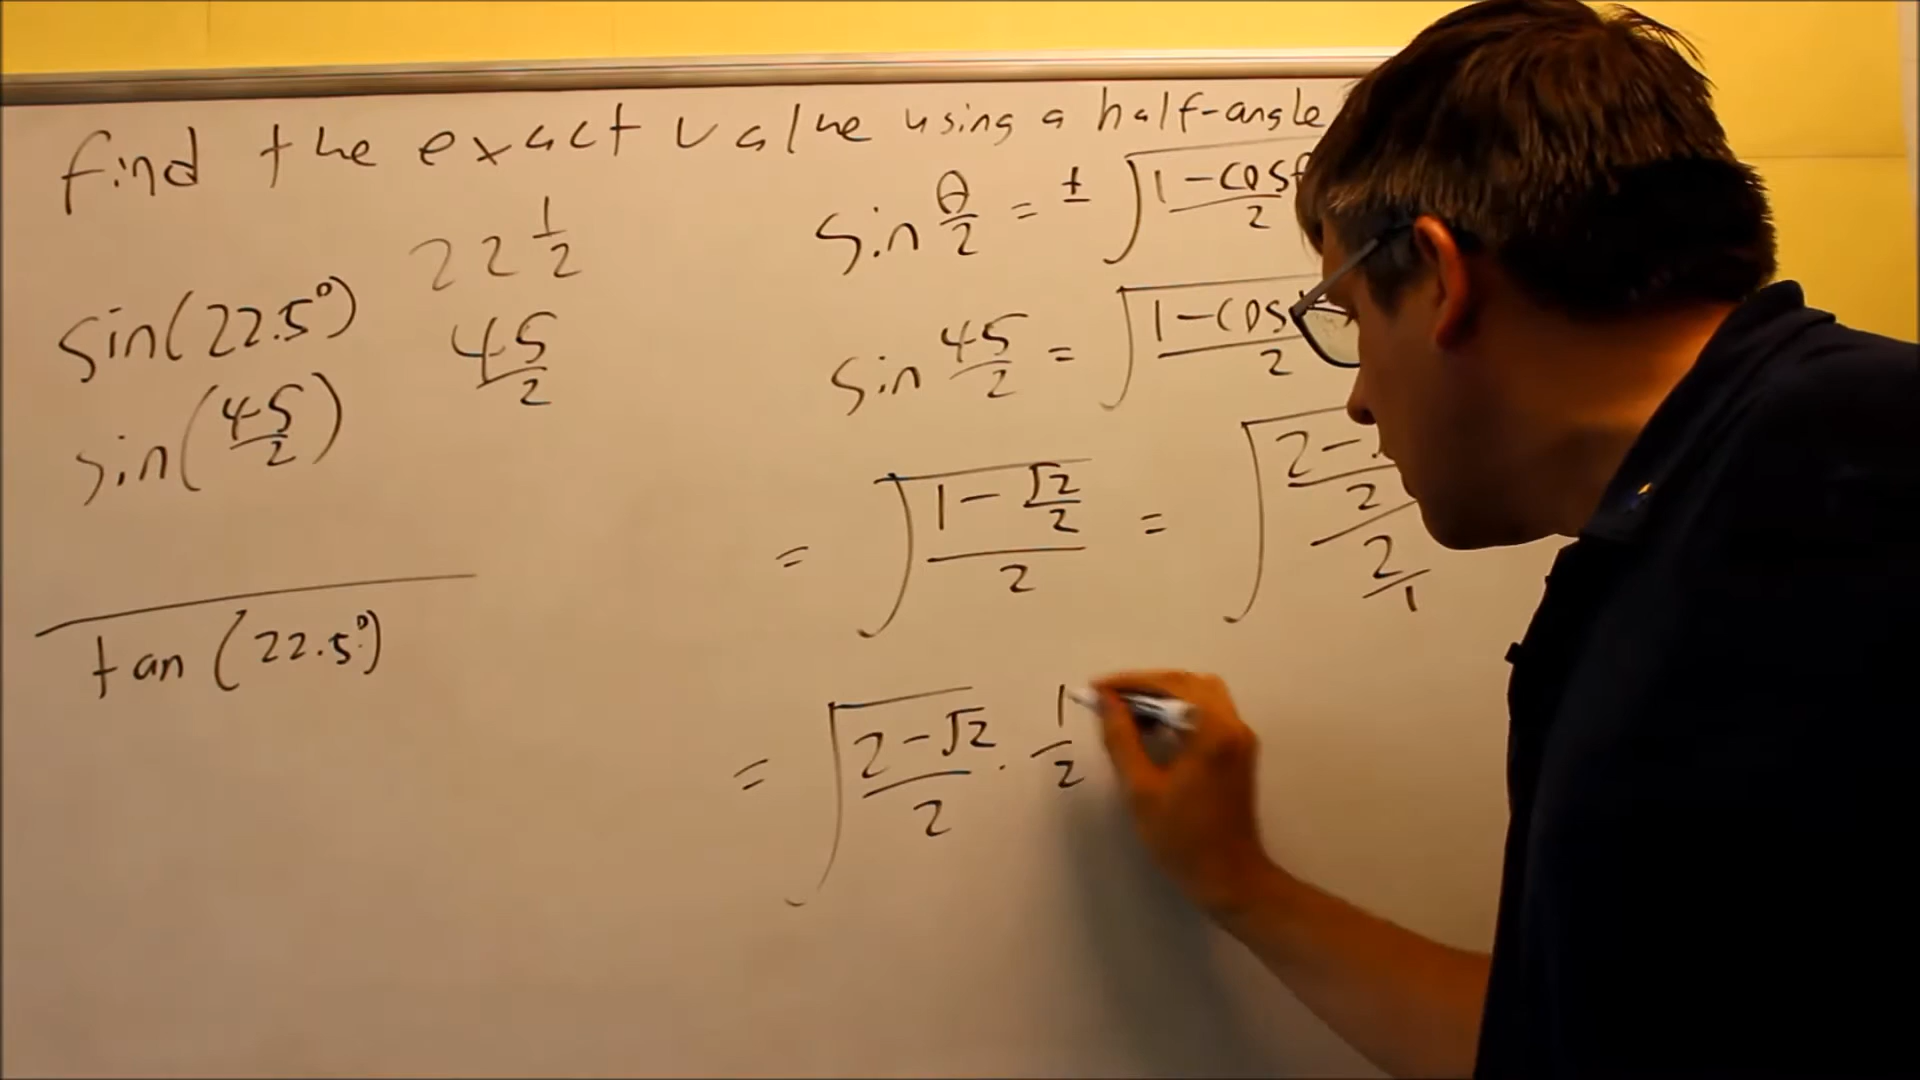 find the exact value using a half-angle
22 1/2
sin(22.5°)
45/2
sin(45/2)
tan(22.5°)
sin θ/2 = ± √(1-cos /2)
sin 45/2 = √(1-cos /2)
= √((1-√2/2)/2) = √((2- /2)/(2/1))
= √((2-√2)/2 · 1/2